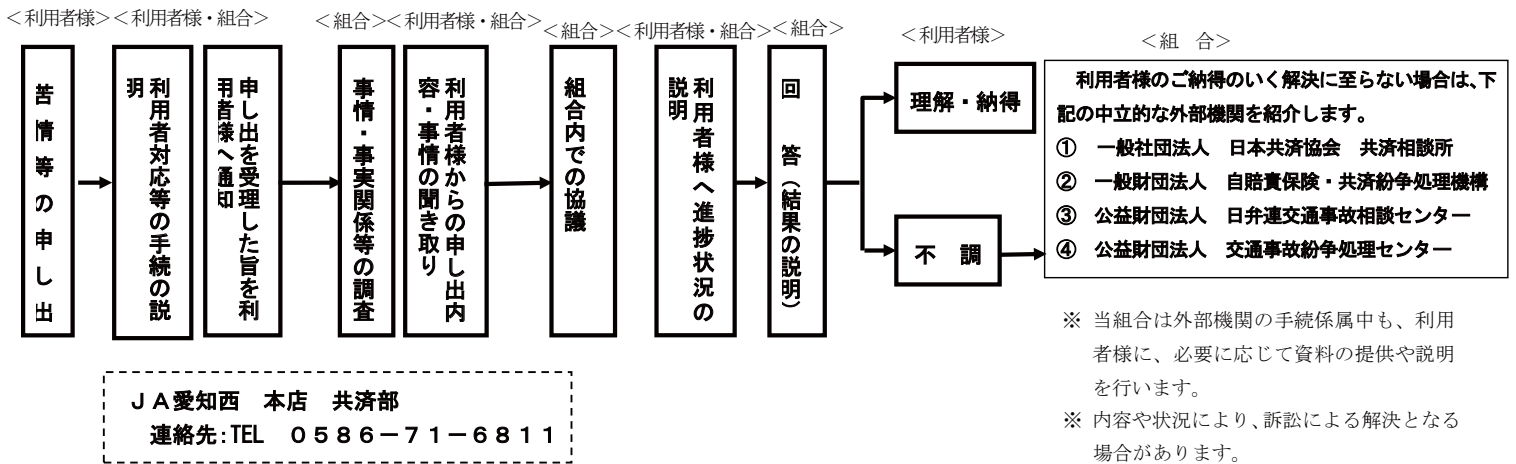 ＜利用者様＞
＜利用者様・組合＞
＜組合＞
＜利用者様・組合＞
＜組合＞
＜利用者様・組合＞
＜組合＞
＜利用者様＞
＜組　合＞
苦情等の申し出
利用者対応等の手続の説
明
申し出を受理した旨を利
用者様へ通知
事情・事実関係等の調査
利用者様からの申し出内
容・事情の聞き取り
組合内での協議
利用者様へ進捗状況の
説明
回　答（結果の説明）
理解・納得
不　調
利用者様のご納得のいく解決に至らない場合は、下
記の中立的な外部機関を紹介します。
①　一般社団法人　日本共済協会　共済相談所
②　一般財団法人　自賠責保険・共済紛争処理機構
③　公益財団法人　日弁連交通事故相談センター
④　公益財団法人　交通事故紛争処理センター
※ 当組合は外部機関の手続係属中も、利用
者様に、必要に応じて資料の提供や説明
を行います。
※ 内容や状況により、訴訟による解決となる
場合があります。
ＪＡ愛知西　本店　共済部
連絡先：TEL　０５８６－７１－６８１１